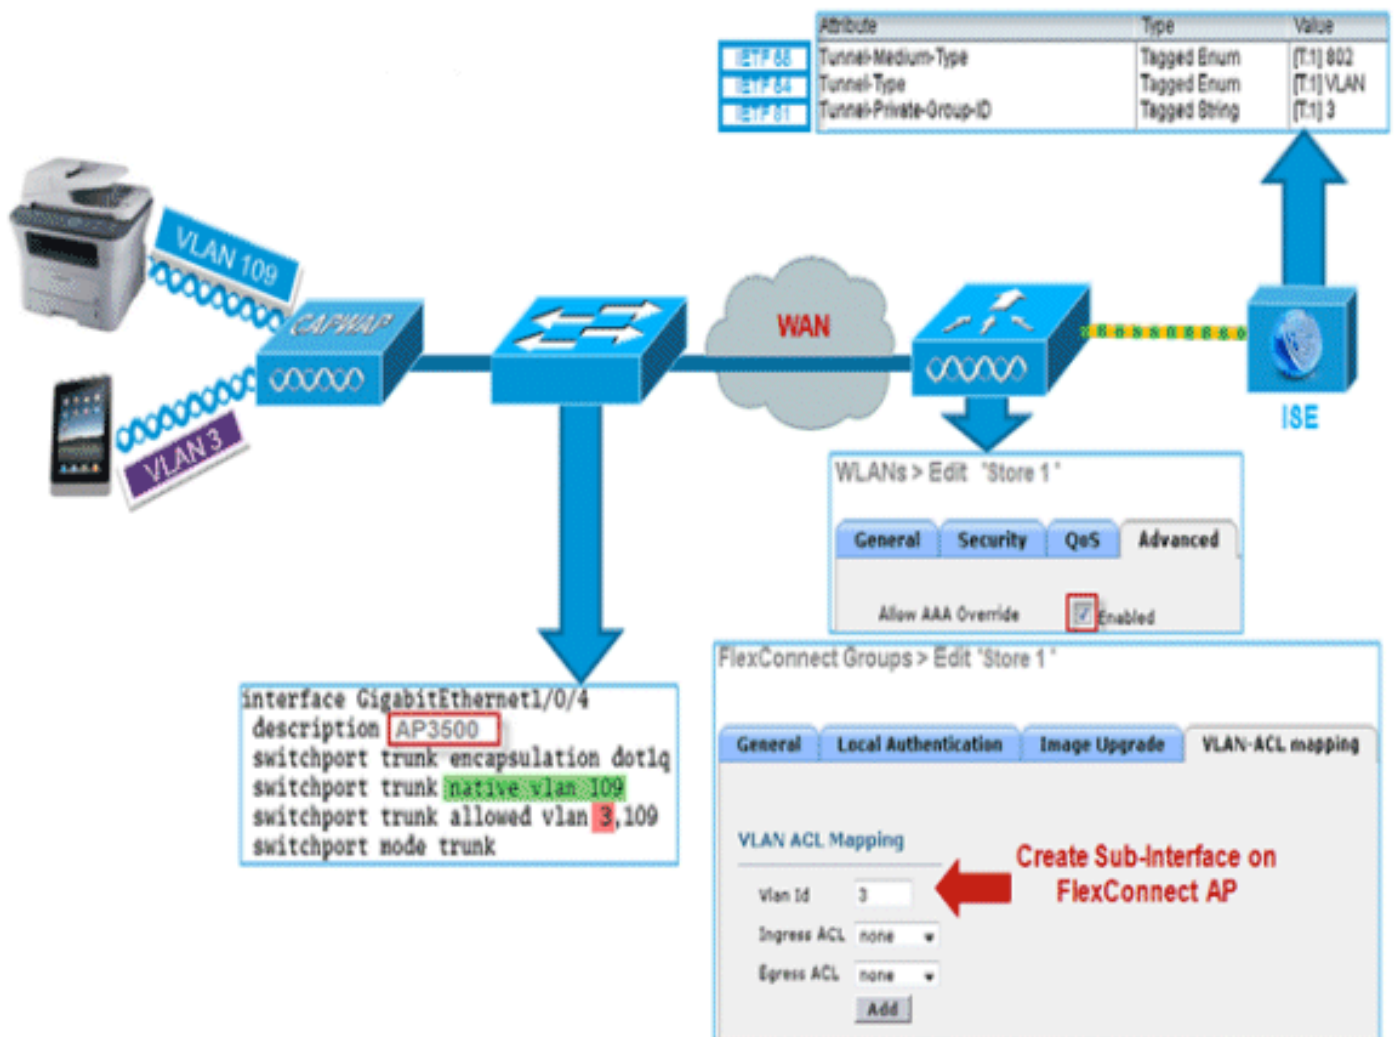 Attribute Type Value
IETF 65 Tunnel-Medium-Type Tagged Enum [T:1] 802
IETF 64 Tunnel-Type Tagged Enum [T:1] VLAN
IETF 81 Tunnel-Private-Group-ID Tagged String [T:1] 3
VLAN 109
CAPWAP
WAN
VLAN 3
ISE
WLANs > Edit 'Store 1'
General Security QoS Advanced
Allow AAA Override Enabled
interface GigabitEthernet1/0/4
description AP3500
switchport trunk encapsulation dot1q
switchport trunk native vlan 109
switchport trunk allowed vlan 3,109
switchport mode trunk
FlexConnect Groups > Edit 'Store 1'
General Local Authentication Image Upgrade VLAN-ACL mapping
VLAN ACL Mapping
Vlan Id 3
Ingress ACL none
Egress ACL none
Add
Create Sub-Interface on
FlexConnect AP